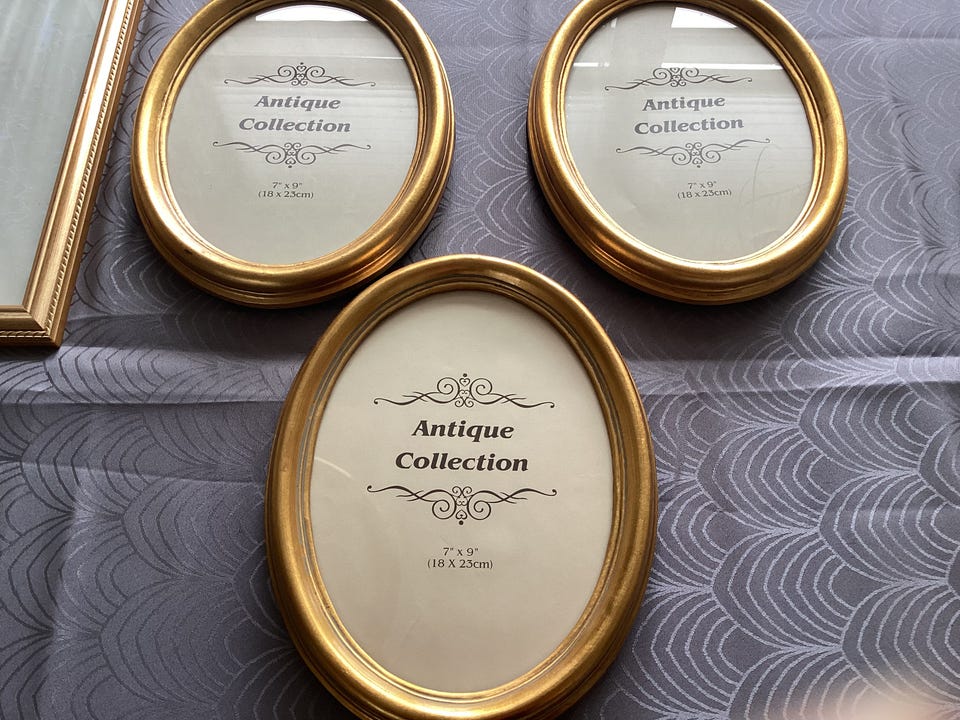 Antique
Collection
7" x 9"
(18 x 23cm)
Antique
Collection
7" x 9"
(18 x 23cm)
Antique
Collection
7" x 9"
(18 X 23cm)